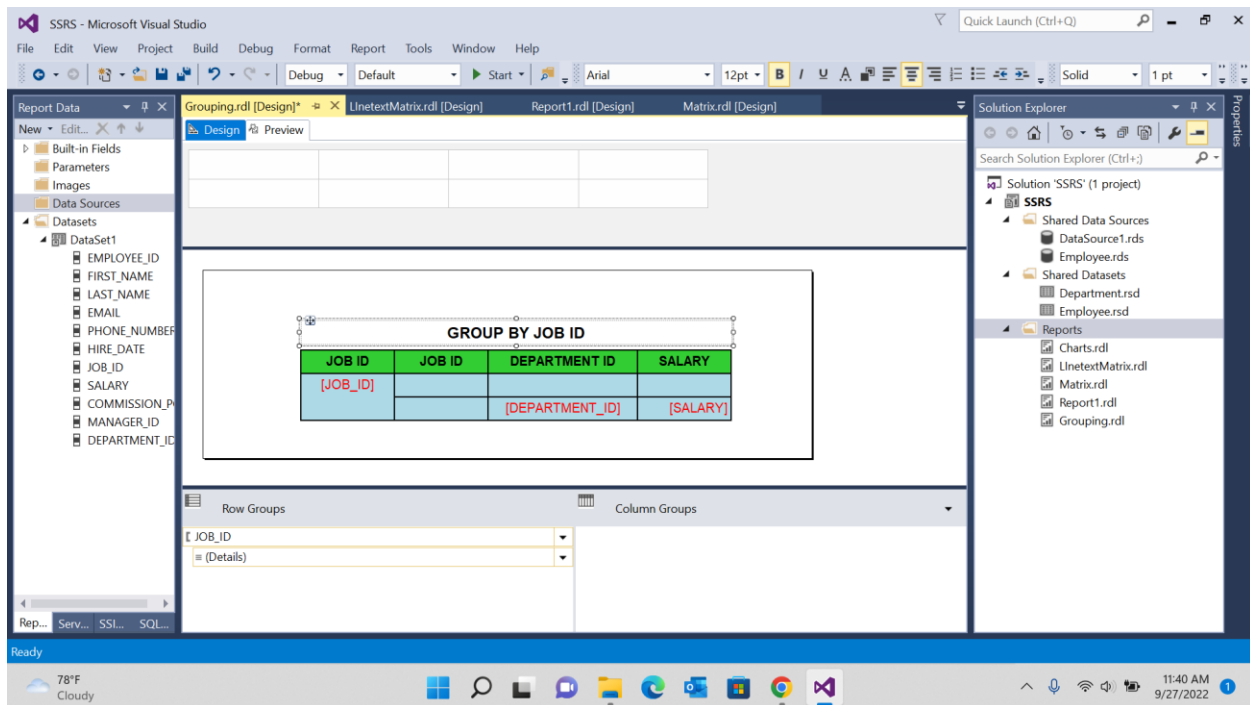 SSRS - Microsoft Visual Studio
Quick Launch (Ctrl+Q)
File Edit View Project Build Debug Format Report Tools Window Help
Debug Default Start Arial 12pt B I U A Solid 1 pt
Report Data
New Edit...
Built-in Fields
Parameters
Images
Data Sources
Datasets
DataSet1
EMPLOYEE_ID
FIRST_NAME
LAST_NAME
EMAIL
PHONE_NUMBER
HIRE_DATE
JOB_ID
SALARY
COMMISSION_P
MANAGER_ID
DEPARTMENT_ID
Rep... Serv... SSI... SQL...
Grouping.rdl [Design]* LInetextMatrix.rdl [Design] Report1.rdl [Design] Matrix.rdl [Design]
Design Preview
GROUP BY JOB ID
JOB ID JOB ID DEPARTMENT ID SALARY
[JOB_ID]
[DEPARTMENT_ID] [SALARY]
Row Groups Column Groups
JOB_ID
(Details)
Solution Explorer
Search Solution Explorer (Ctrl+;)
Solution 'SSRS' (1 project)
SSRS
Shared Data Sources
DataSource1.rds
Employee.rds
Shared Datasets
Department.rsd
Employee.rsd
Reports
Charts.rdl
LInetextMatrix.rdl
Matrix.rdl
Report1.rdl
Grouping.rdl
Properties
Ready
78°F
Cloudy
11:40 AM
9/27/2022
1